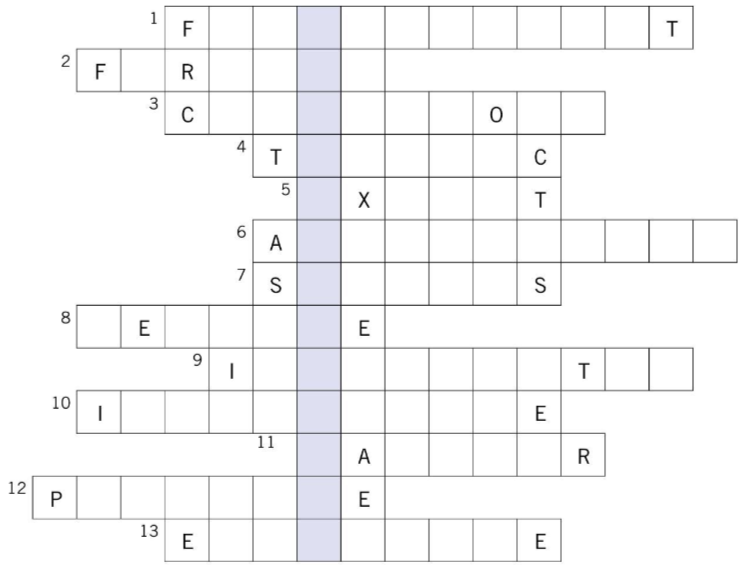 1 F T
2 F R
3 C O
4 T C
5 X T
6 A
7 S S
8 E E
9 I T
10 I E
11 A R
12 P E
13 E E